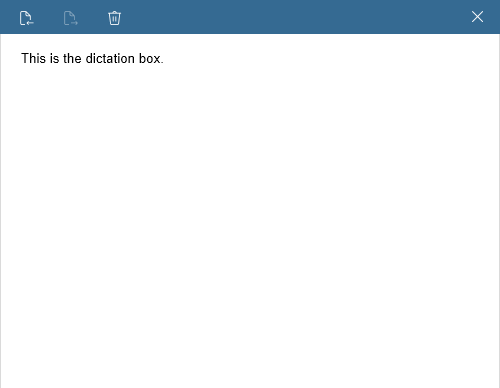 This is the dictation box.